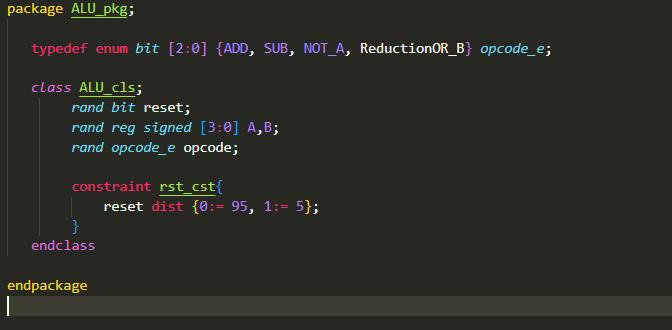 package ALU_pkg;
typedef enum bit [2:0] {ADD, SUB, NOT_A, ReductionOR_B} opcode_e;
class ALU_cls;
rand bit reset;
rand reg signed [3:0] A,B;
rand opcode_e opcode;
constraint rst_cst{
reset dist {0:= 95, 1:= 5};
}
endclass
endpackage